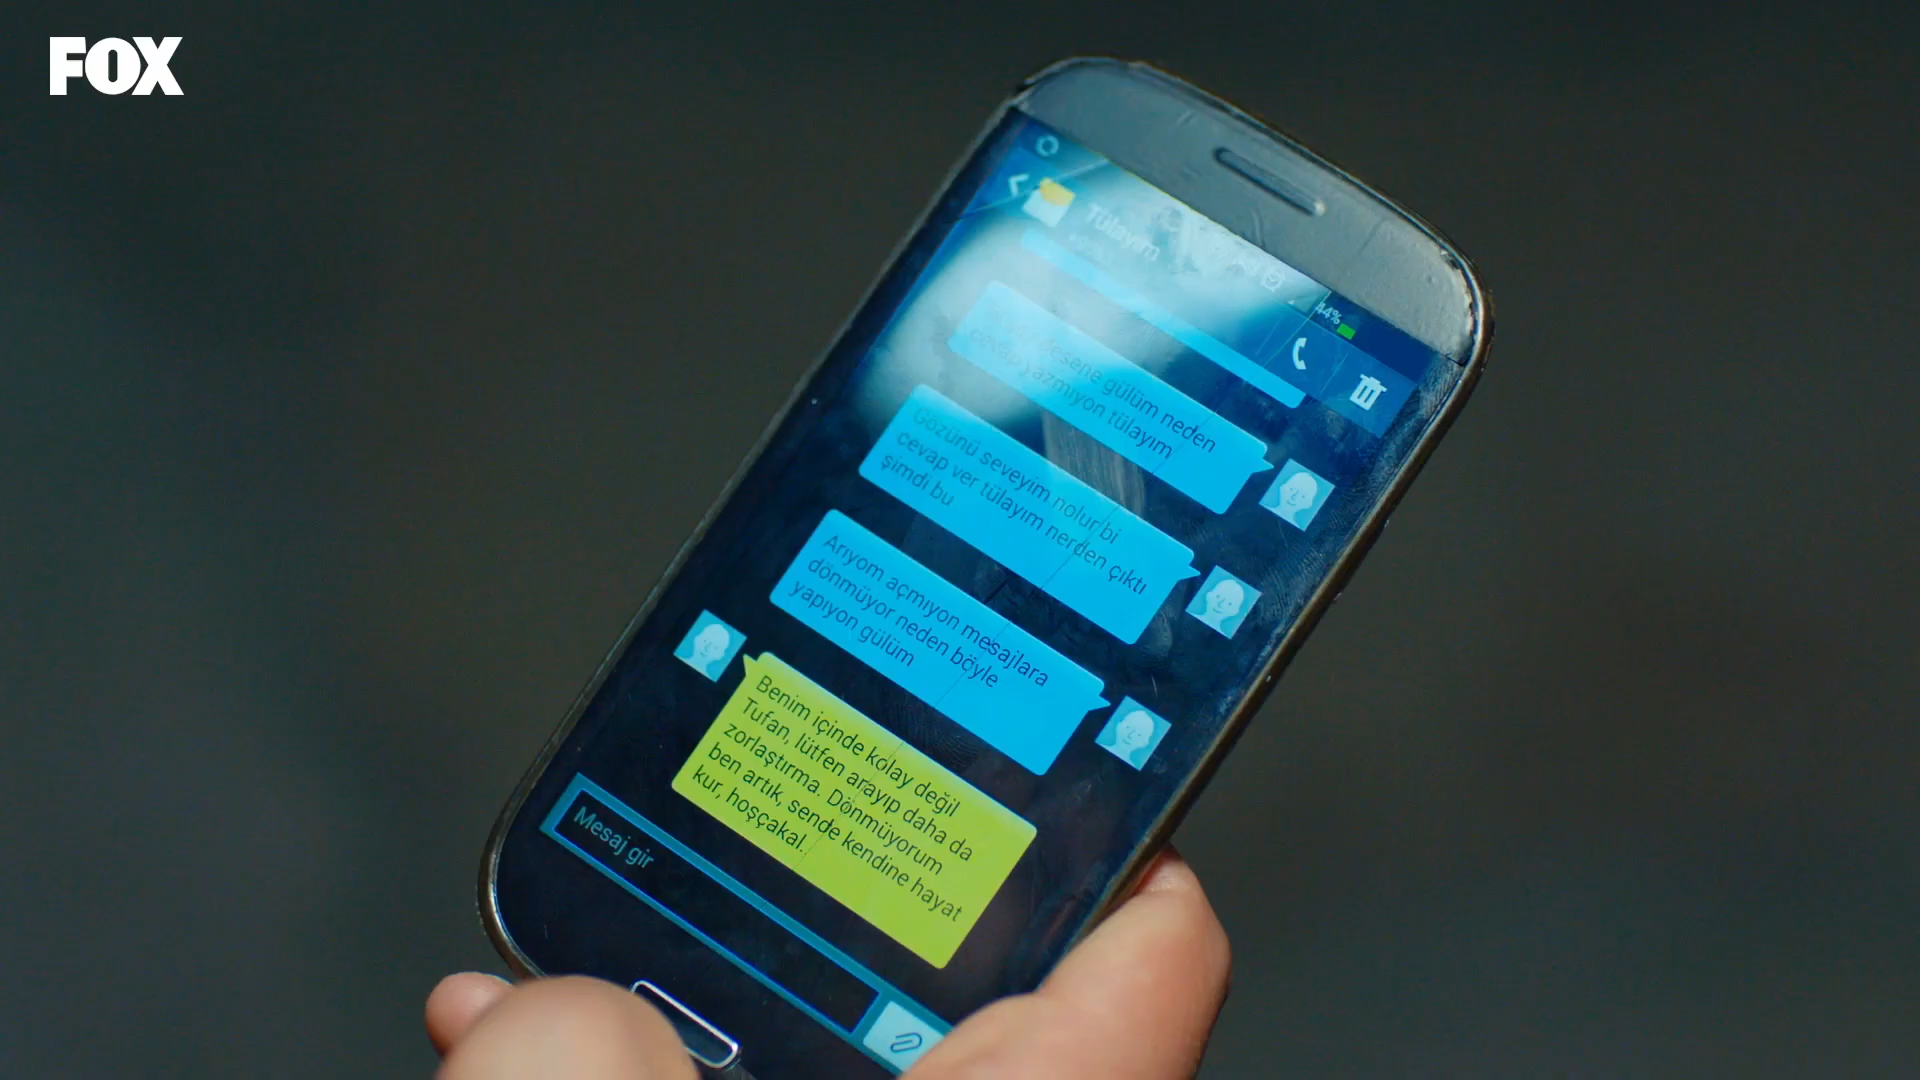 FOX
Tülayım
44%
sene gülüm neden
cevap yazmıyon tülayım
Gözünü seveyim nolur bi
cevap ver tülayım nerden çıktı
şimdi bu
Arıyom açmıyon mesajlara
dönmüyor neden böyle
yapıyon gülüm
Benim içinde kolay değil
Tufan, lütfen arayıp daha da
zorlaştırma. Dönmüyorum
ben artık, sende kendine hayat
kur, hoşçakal.
Mesaj gir